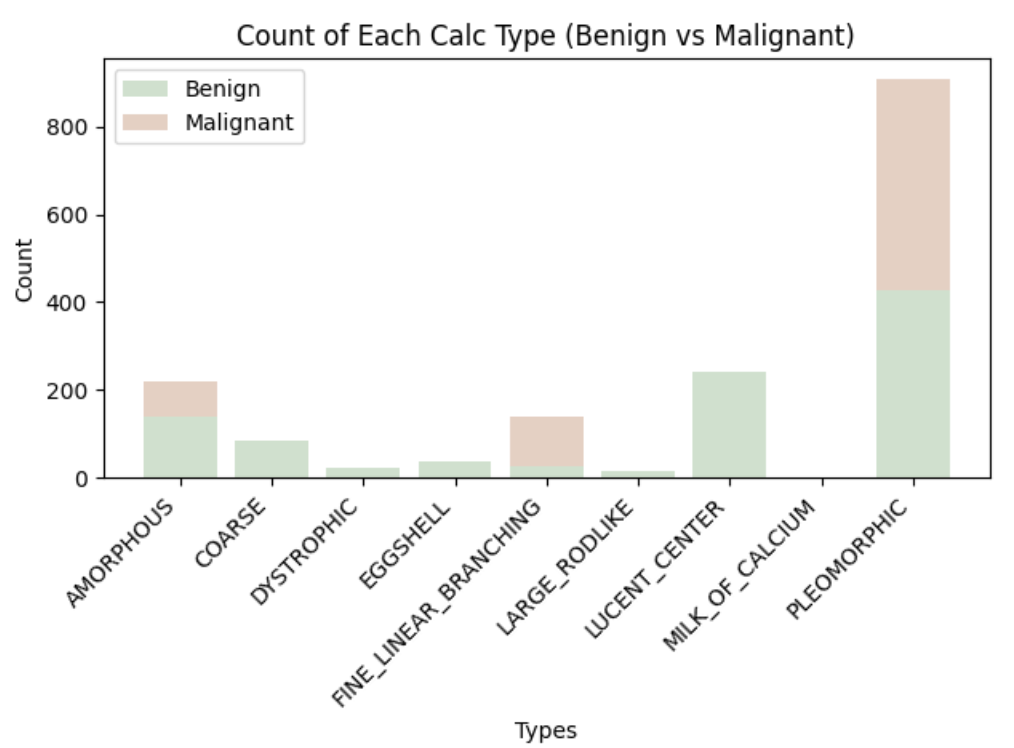 Count of Each Calc Type (Benign vs Malignant)
Benign
Malignant
Count
800
600
400
200
0
AMORPHOUS
COARSE
DYSTROPHIC
EGGSHELL
FINE_LINEAR_BRANCHING
LARGE_RODLIKE
LUCENT_CENTER
MILK_OF_CALCIUM
PLEOMORPHIC
Types